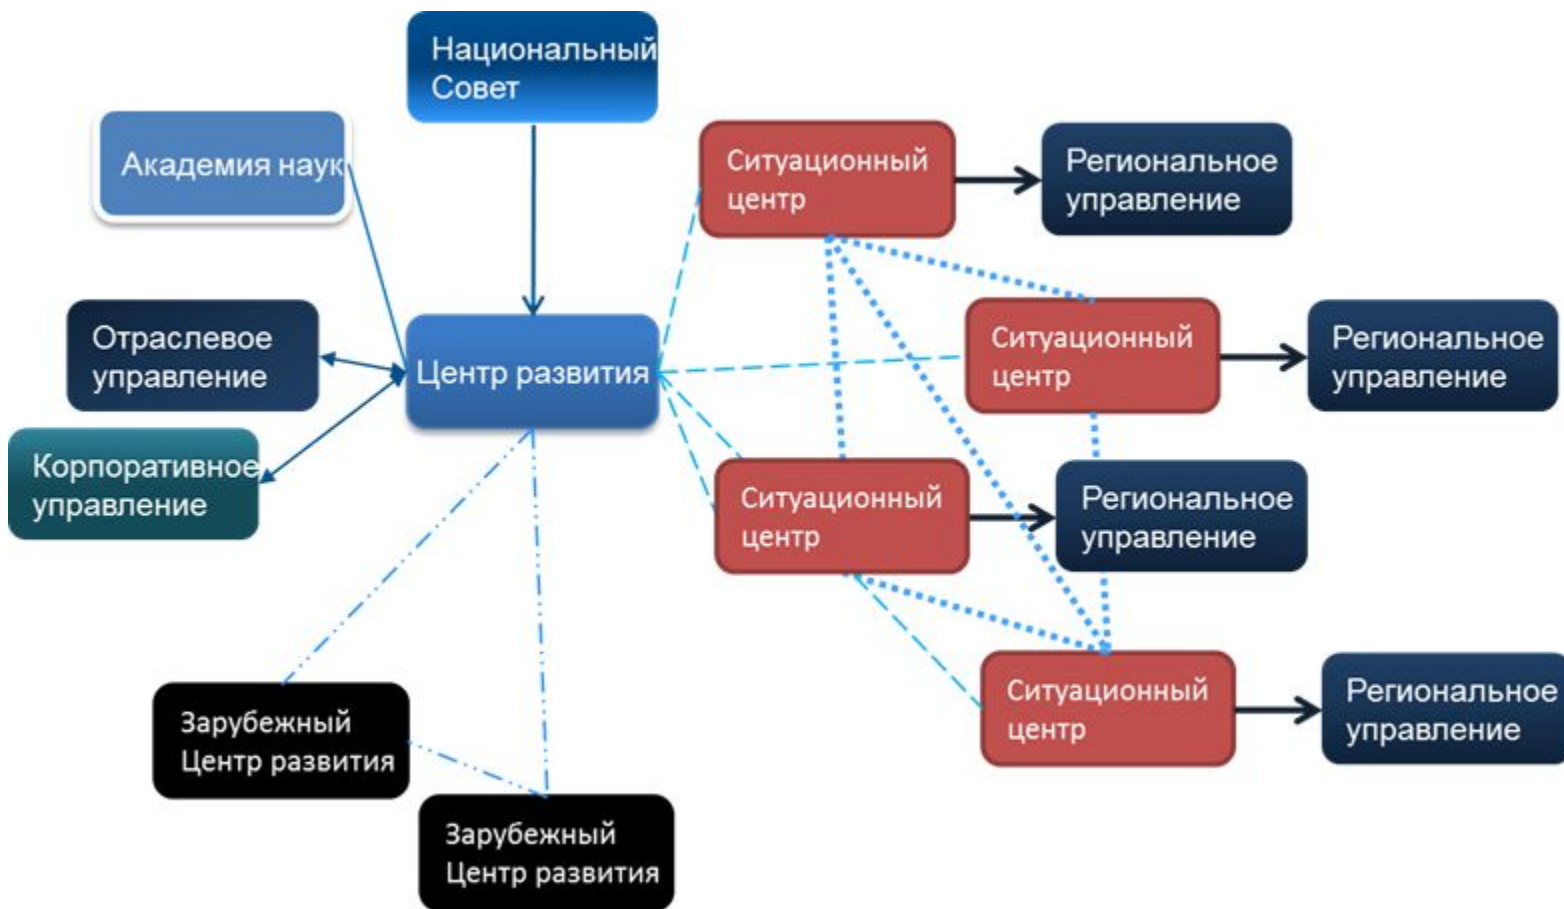 Национальный
Совет
Академия наук
Ситуационный
центр
Региональное
управление
Отраслевое
управление
Центр развития
Ситуационный
центр
Региональное
управление
Корпоративное
управление
Ситуационный
центр
Региональное
управление
Зарубежный
Центр развития
Ситуационный
центр
Региональное
управление
Зарубежный
Центр развития